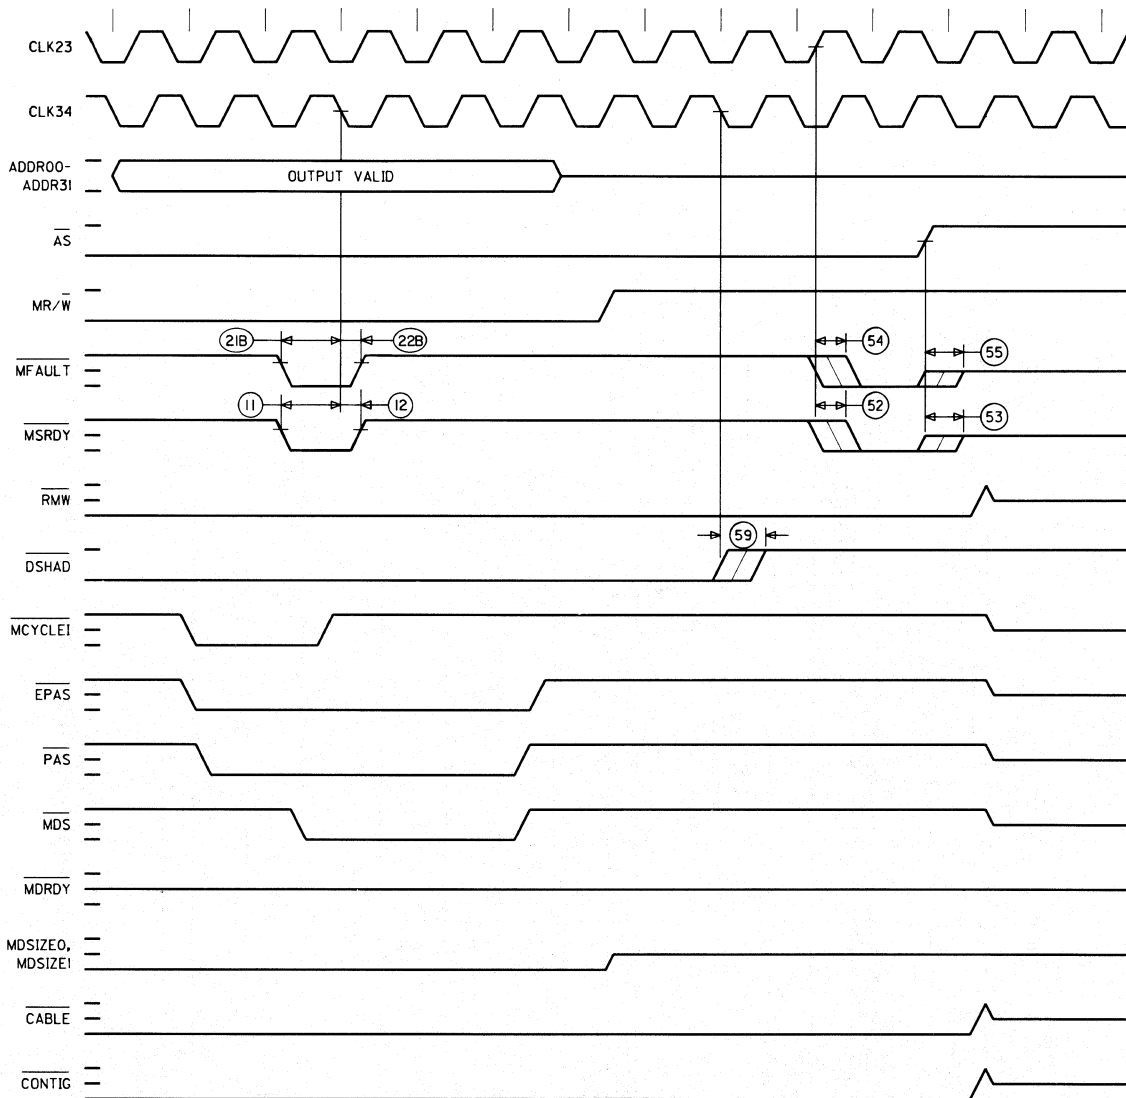 CLK23
CLK34
ADDR00-
ADDR31
OUTPUT VALID
AS
MR/W
21B
22B
54
MFAULT
55
11
12
52
MSRDY
53
RMW
59
DSHAD
MCYCLEI
EPAS
PAS
MDS
MDRDY
MDSIZE0,
MDSIZE1
CABLE
CONTIG